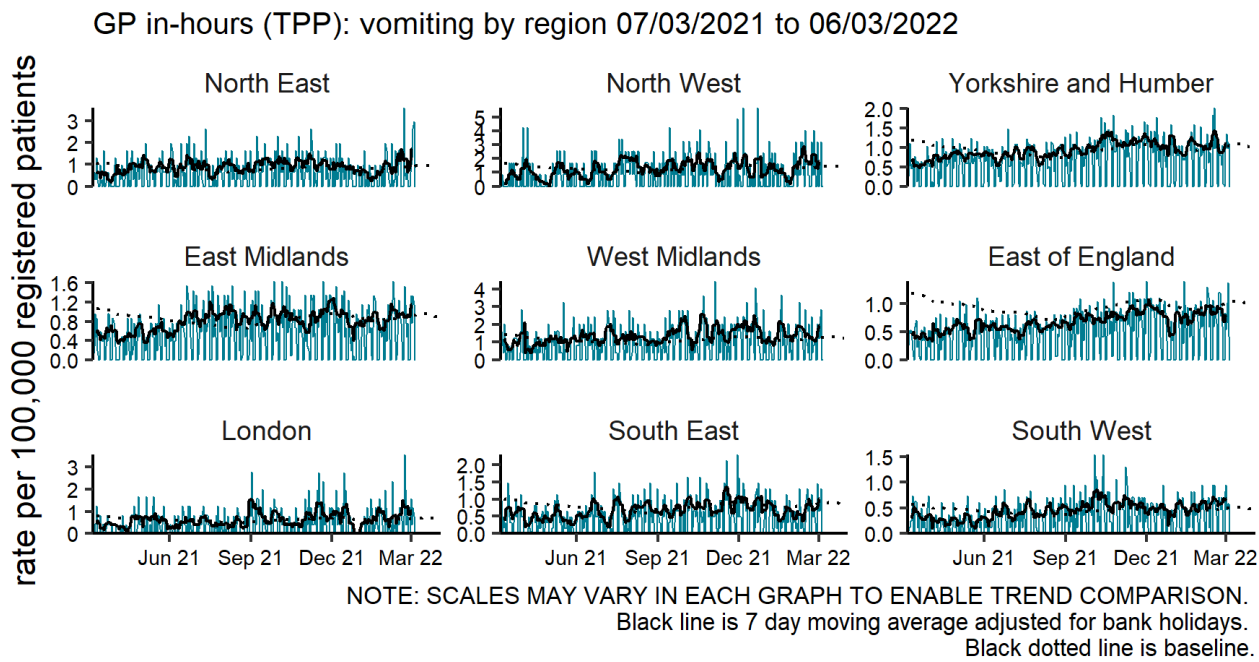 GP in-hours (TPP): vomiting by region 07/03/2021 to 06/03/2022
rate per 100,000 registered patients
North East
3
2
1
0
North West
5
4
3
2
1
0
Yorkshire and Humber
2.0
1.5
1.0
0.5
0.0
East Midlands
1.6
1.2
0.8
0.4
0.0
West Midlands
4
3
2
1
0
East of England
1.0
0.5
0.0
London
3
2
1
0
Jun 21 Sep 21 Dec 21 Mar 22
South East
2.0
1.5
1.0
0.5
0.0
Jun 21 Sep 21 Dec 21 Mar 22
South West
1.5
1.0
0.5
0.0
Jun 21 Sep 21 Dec 21 Mar 22
NOTE: SCALES MAY VARY IN EACH GRAPH TO ENABLE TREND COMPARISON.
Black line is 7 day moving average adjusted for bank holidays.
Black dotted line is baseline.